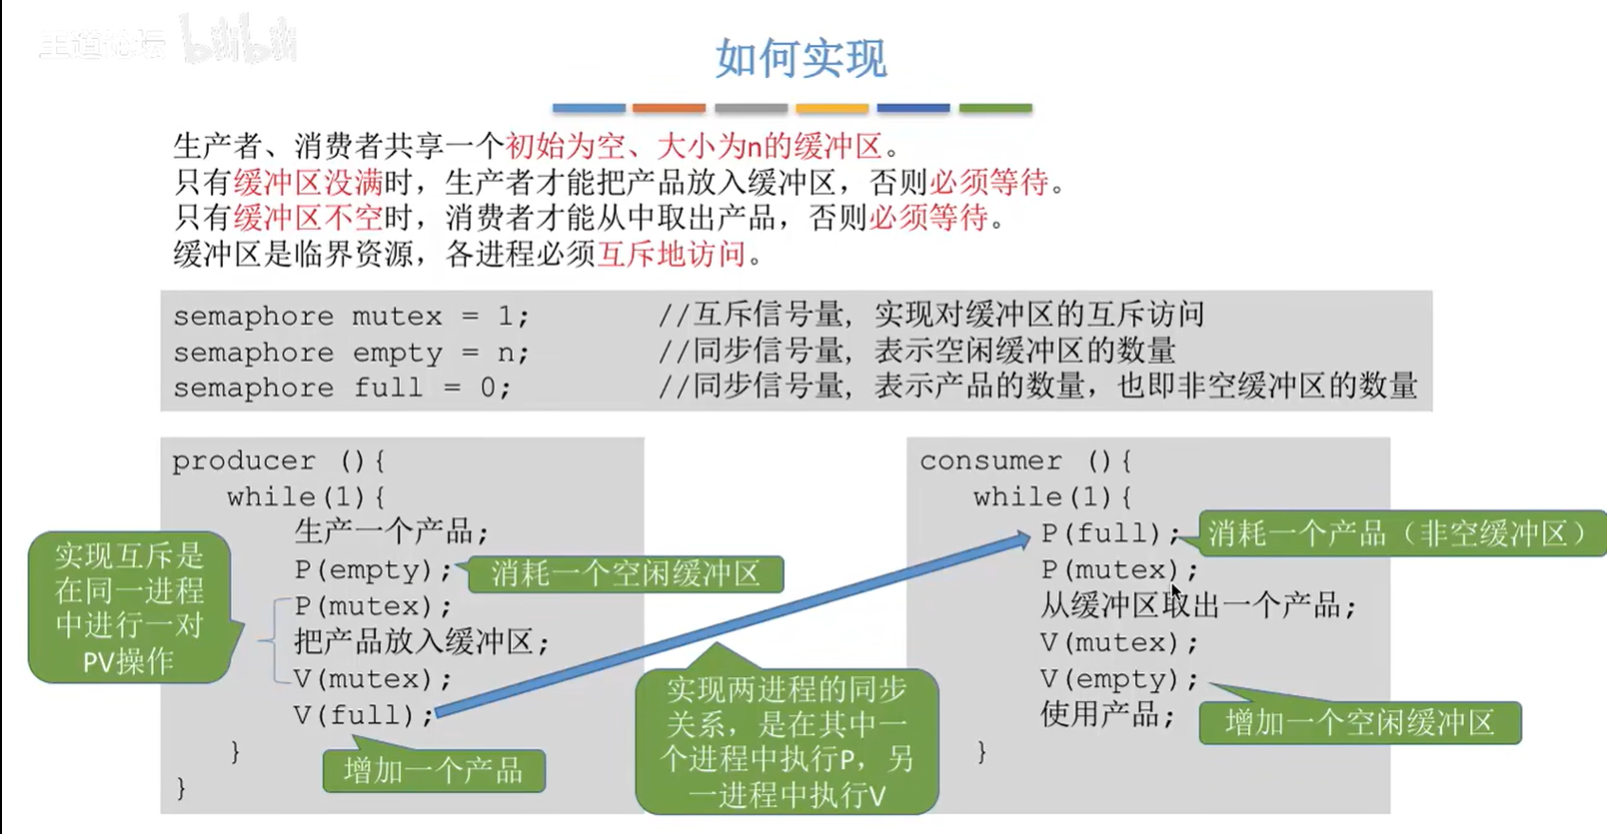 王道论坛 bilibili
如何实现
生产者、消费者共享一个初始为空、大小为n的缓冲区。
只有缓冲区没满时，生产者才能把产品放入缓冲区，否则必须等待。
只有缓冲区不空时，消费者才能从中取出产品，否则必须等待。
缓冲区是临界资源，各进程必须互斥地访问。
semaphore mutex = 1; //互斥信号量，实现对缓冲区的互斥访问
semaphore empty = n; //同步信号量，表示空闲缓冲区的数量
semaphore full = 0; //同步信号量，表示产品的数量，也即非空缓冲区的数量
producer (){
while(1){
生产一个产品;
P(empty);
P(mutex);
把产品放入缓冲区;
V(mutex);
V(full);
}
}
实现互斥是
在同一进程
中进行一对
PV操作
消耗一个空闲缓冲区
增加一个产品
实现两进程的同步
关系，是在其中一
个进程中执行P，另
一进程中执行V
consumer (){
while(1){
P(full);
P(mutex);
从缓冲区取出一个产品;
V(mutex);
V(empty);
使用产品;
}
消耗一个产品（非空缓冲区）
增加一个空闲缓冲区